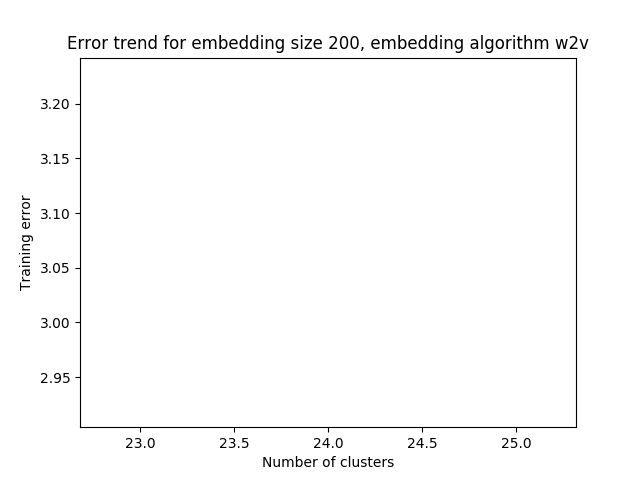 Error trend for embedding size 200, embedding algorithm w2v
3.20
3.15
3.10
3.05
3.00
2.95
Training error
23.0 23.5 24.0 24.5 25.0
Number of clusters